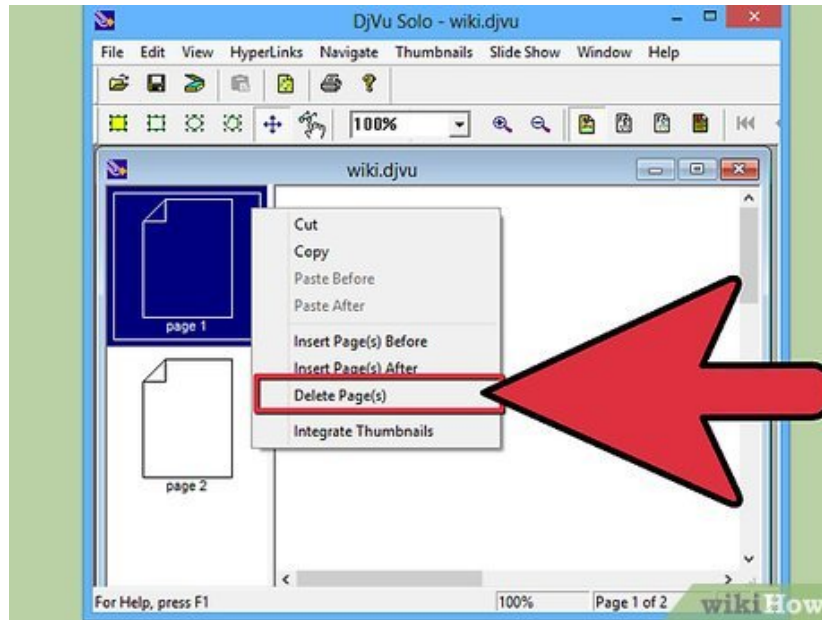 DjVu Solo - wiki.djvu
File Edit View HyperLinks Navigate Thumbnails Slide Show Window Help
100%
wiki.djvu
Cut
Copy
Paste Before
Paste After
page 1
Insert Page(s) Before
Insert Page(s) After
Delete Page(s)
Integrate Thumbnails
page 2
For Help, press F1 100% Page 1 of 2
wikiHow